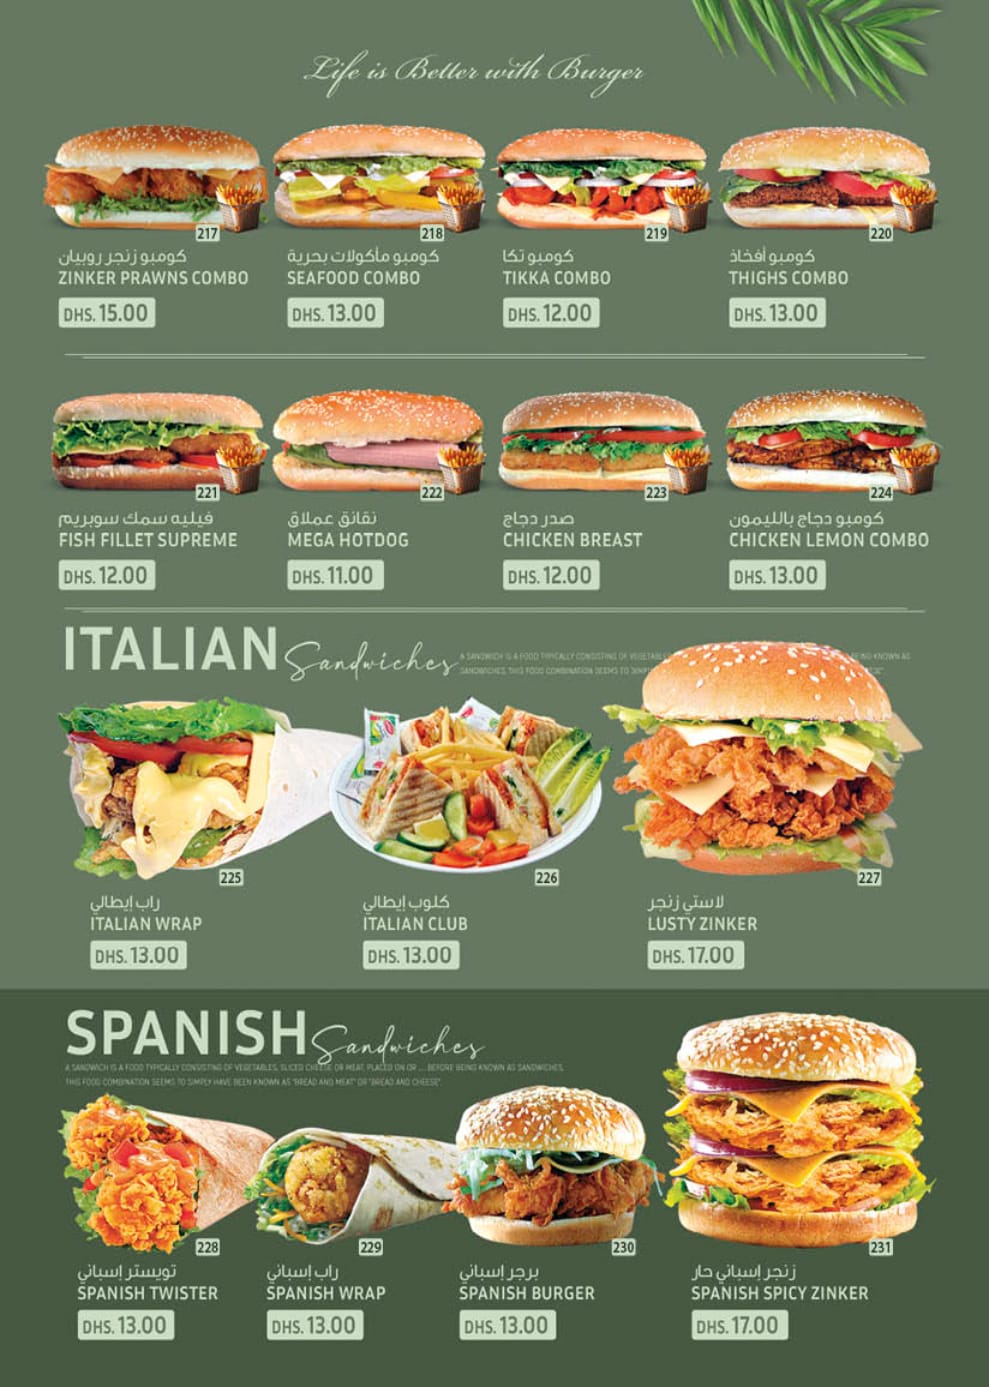 Life is Better with Burger
217
218
219
220
كومبو زنجر روبيان
ZINKER PRAWNS COMBO
DHS. 15.00
كومبو مأكولات بحرية
SEAFOOD COMBO
DHS. 13.00
كومبو تكا
TIKKA COMBO
DHS. 12.00
كومبو أفخاذ
THIGHS COMBO
DHS. 13.00
221
222
223
224
فيليه سمك سوبريم
FISH FILLET SUPREME
DHS. 12.00
نقانق عملاق
MEGA HOTDOG
DHS. 11.00
صدر دجاج
CHICKEN BREAST
DHS. 12.00
كومبو دجاج بالليمون
CHICKEN LEMON COMBO
DHS. 13.00
ITALIAN Sandwiches
A SANDWICH IS A FOOD TYPICALLY CONSISTING OF VEGETABLES BEING KNOWN AS
SANDWICHES, THIS FOOD COMBINATION SEEMS TO
225
226
227
راب إيطالي
ITALIAN WRAP
DHS. 13.00
كلوب إيطالي
ITALIAN CLUB
DHS. 13.00
لاستي زنجر
LUSTY ZINKER
DHS. 17.00
SPANISH Sandwiches
A SANDWICH IS A FOOD TYPICALLY CONSISTING OF VEGETABLES, SLICED CHEESE OR MEAT, PLACED ON OR .... BEFORE BEING KNOWN AS SANDWICHES,
THIS FOOD COMBINATION SEEMS TO SIMPLY HAVE BEEN KNOWN AS "BREAD AND MEAT" OR "BREAD AND CHEESE".
228
229
230
231
تويستر إسباني
SPANISH TWISTER
DHS. 13.00
راب إسباني
SPANISH WRAP
DHS. 13.00
برجر إسباني
SPANISH BURGER
DHS. 13.00
زنجر إسباني حار
SPANISH SPICY ZINKER
DHS. 17.00